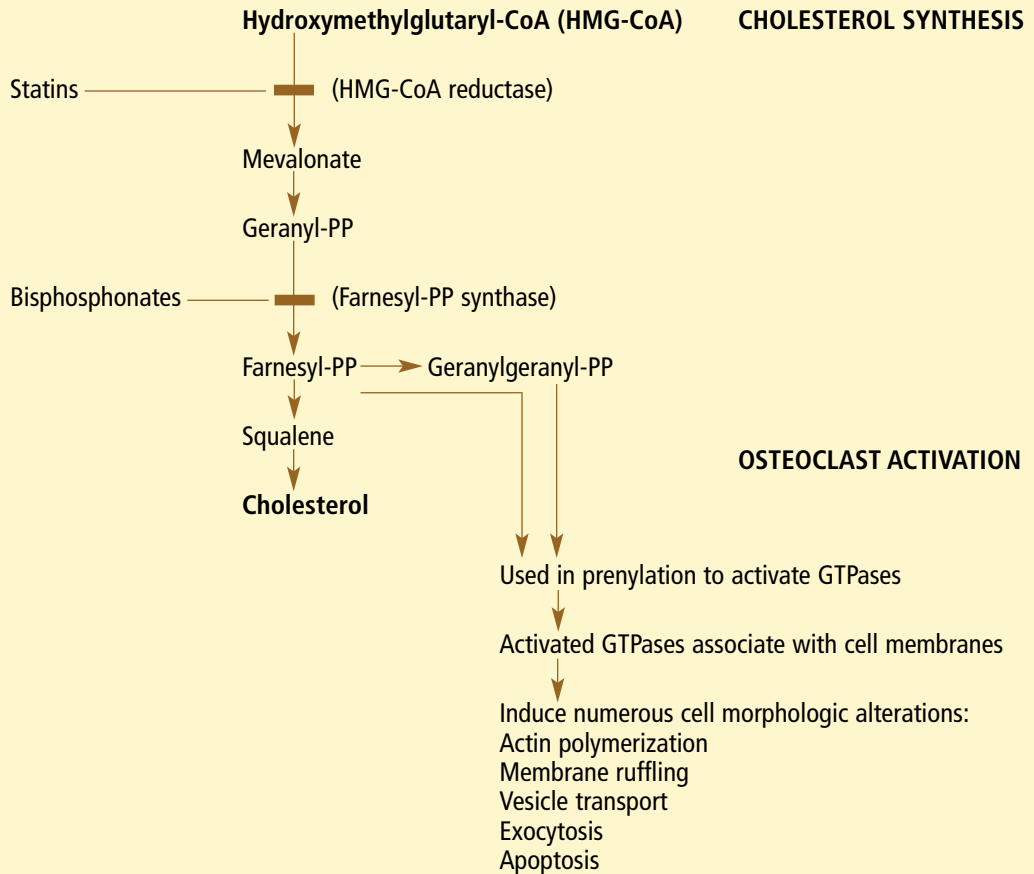 Hydroxymethylglutaryl-CoA (HMG-CoA) CHOLESTEROL SYNTHESIS
Statins (HMG-CoA reductase)
Mevalonate
Geranyl-PP
Bisphosphonates (Farnesyl-PP synthase)
Farnesyl-PP Geranylgeranyl-PP
Squalene
OSTEOCLAST ACTIVATION
Cholesterol
Used in prenylation to activate GTPases
Activated GTPases associate with cell membranes
Induce numerous cell morphologic alterations:
Actin polymerization
Membrane ruffling
Vesicle transport
Exocytosis
Apoptosis